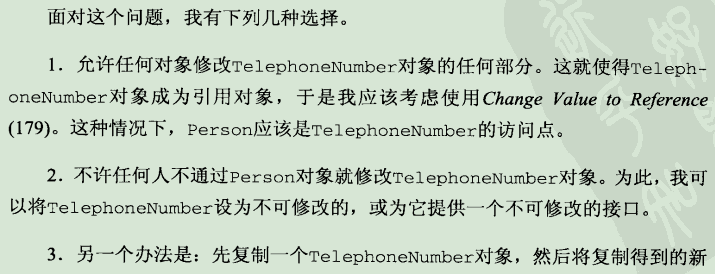 面对这个问题，我有下列几种选择。
1. 允许任何对象修改TelephoneNumber对象的任何部分。这就使得Teleph-
oneNumber对象成为引用对象，于是我应该考虑使用Change Value to Reference
(179)。这种情况下，Person应该是TelephoneNumber的访问点。
2. 不许任何人不通过Person对象就修改TelephoneNumber对象。为此，我可
以将TelephoneNumber设为不可修改的，或为它提供一个不可修改的接口。
3. 另一个办法是：先复制一个TelephoneNumber对象，然后将复制得到的新